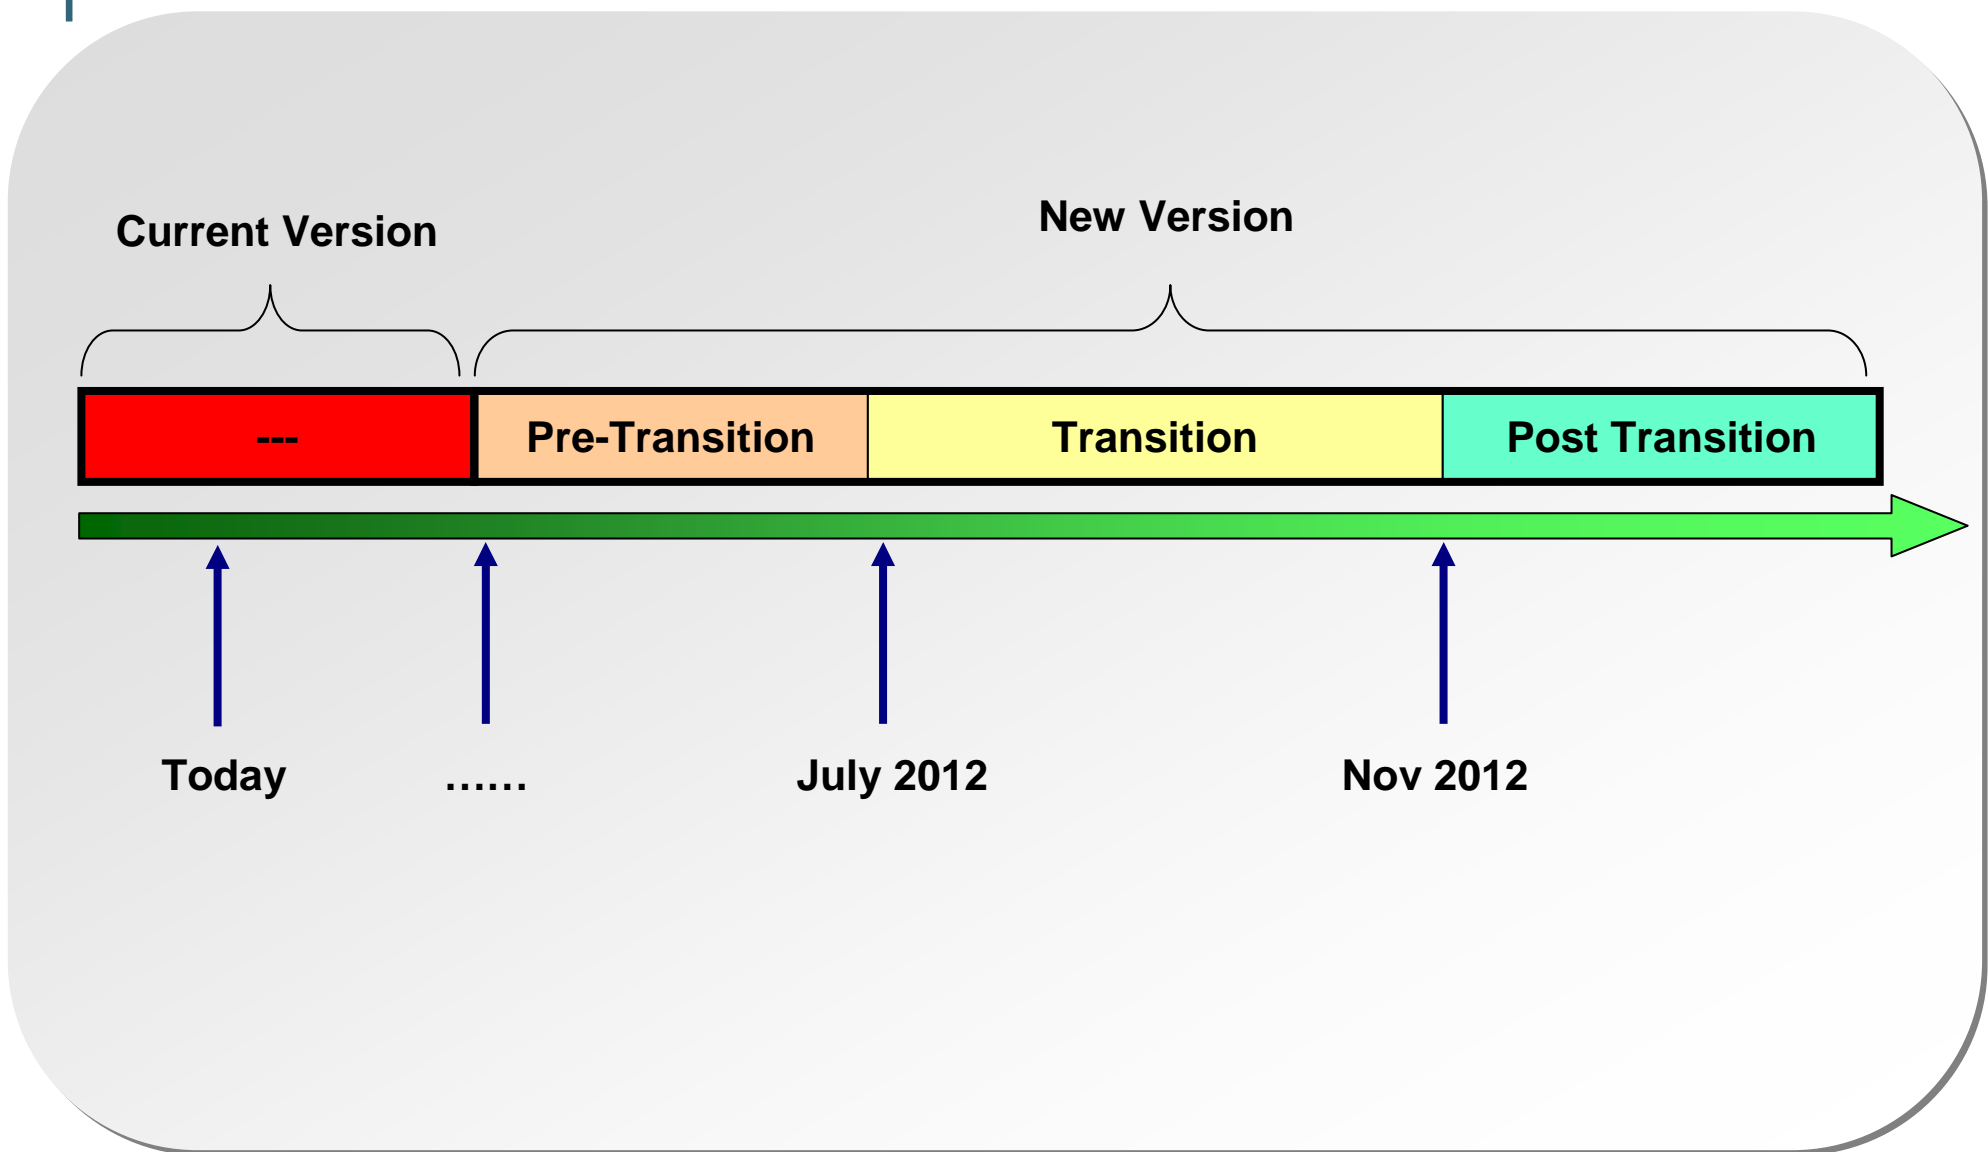 Current Version
New Version
---
Pre-Transition
Transition
Post Transition
Today
……
July 2012
Nov 2012